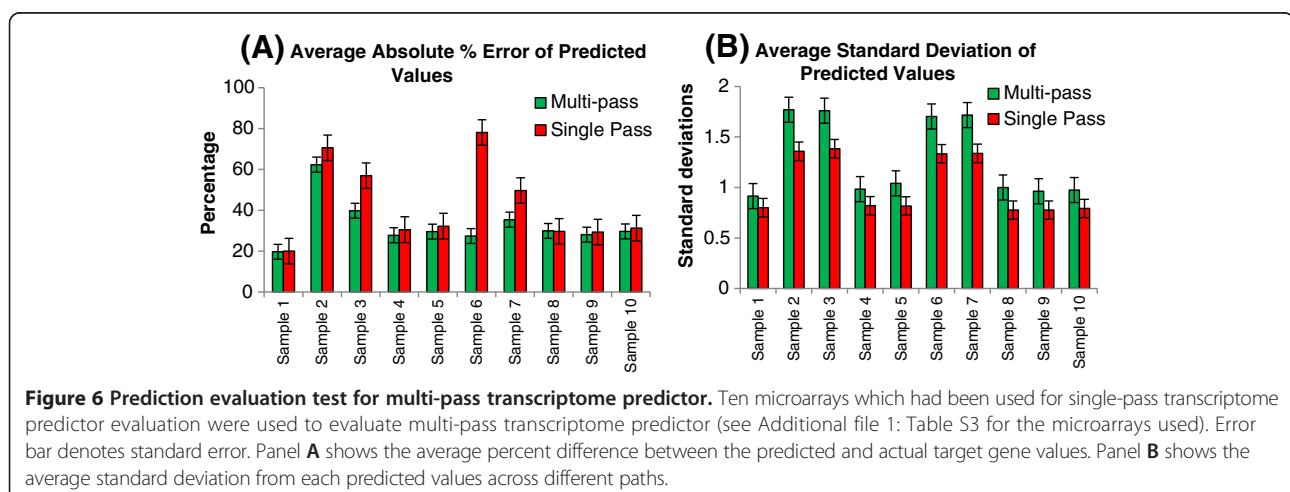 (A) Average Absolute % Error of Predicted
Values
100
80
60
40
20
0
Percentage
Multi-pass
Single Pass
Sample 1
Sample 2
Sample 3
Sample 4
Sample 5
Sample 6
Sample 7
Sample 8
Sample 9
Sample 10
(B) Average Standard Deviation of
Predicted Values
2
1.5
1
0.5
0
Standard deviations
Multi-pass
Single Pass
Sample 1
Sample 2
Sample 3
Sample 4
Sample 5
Sample 6
Sample 7
Sample 8
Sample 9
Sample 10
Figure 6 Prediction evaluation test for multi-pass transcriptome predictor. Ten microarrays which had been used for single-pass transcriptome
predictor evaluation were used to evaluate multi-pass transcriptome predictor (see Additional file 1: Table S3 for the microarrays used). Error
bar denotes standard error. Panel A shows the average percent difference between the predicted and actual target gene values. Panel B shows the
average standard deviation from each predicted values across different paths.